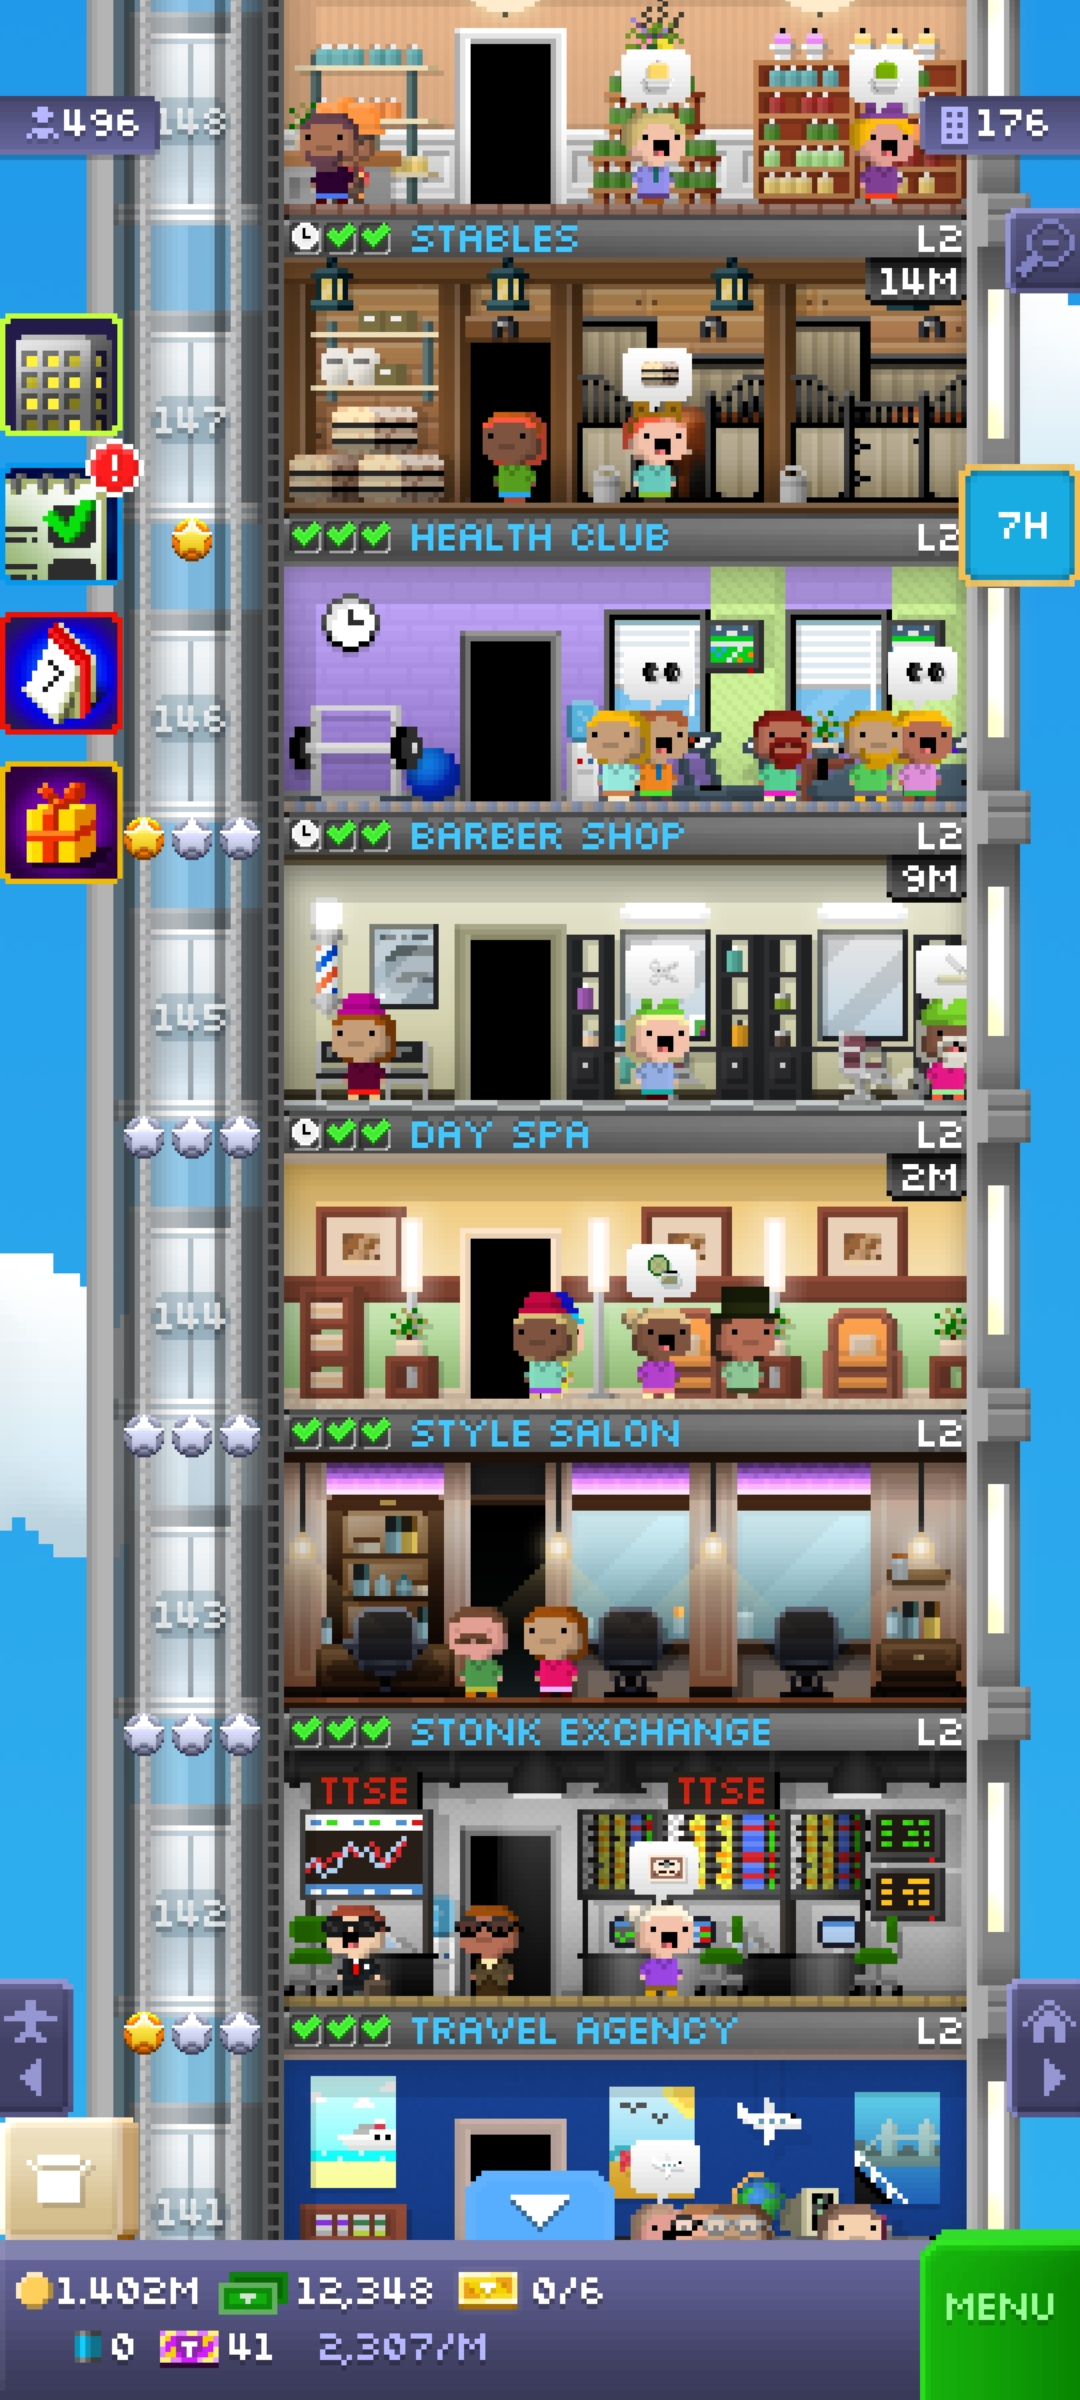 496
148
176
STABLES L2
14M
147
7H
HEALTH CLUB L2
7
146
BARBER SHOP L2
9M
145
DAY SPA L2
2M
144
STYLE SALON L2
143
STONK EXCHANGE L2
TTSE TTSE
142
TRAVEL AGENCY L2
141
1.402M 12,348 0/6
0 T 41 2,307/M
MENU